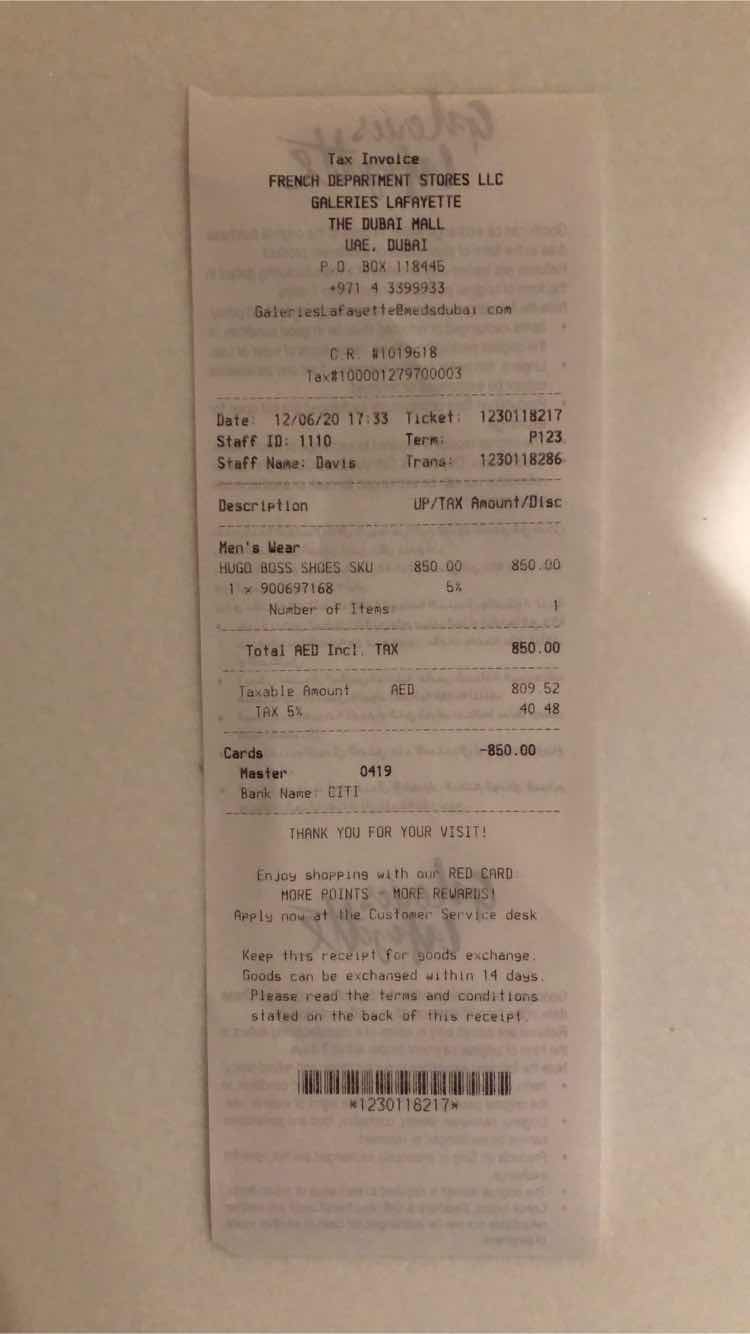 Tax Invoice
FRENCH DEPARTMENT STORES LLC
GALERIES LAFAYETTE
THE DUBAI MALL
UAE, DUBAI
P.O. BOX 118445
+971 4 3399933
GaleriesLafayette@medsdubai.com
C.R. #1019618
Tax#100001279700003
Date: 12/06/20 17:33 Ticket: 1230118217
Staff ID: 1110 Term: P123
Staff Name: Davis Trans: 1230118286
Description UP/TAX Amount/Disc
Men's Wear
HUGO BOSS SHOES SKU 850.00 850.00
1 x 900697168 5%
Number of Items 1
Total AED Incl. TAX 850.00
Taxable Amount AED 809.52
TAX 5% 40.48
Cards -850.00
Master 0419
Bank Name: CITI
THANK YOU FOR YOUR VISIT!
Enjoy shopping with our RED CARD
MORE POINTS - MORE REWARDS!
Apply now at the Customer Service desk
Keep this receipt for goods exchange.
Goods can be exchanged within 14 days.
Please read the terms and conditions
stated on the back of this receipt.
*1230118217*